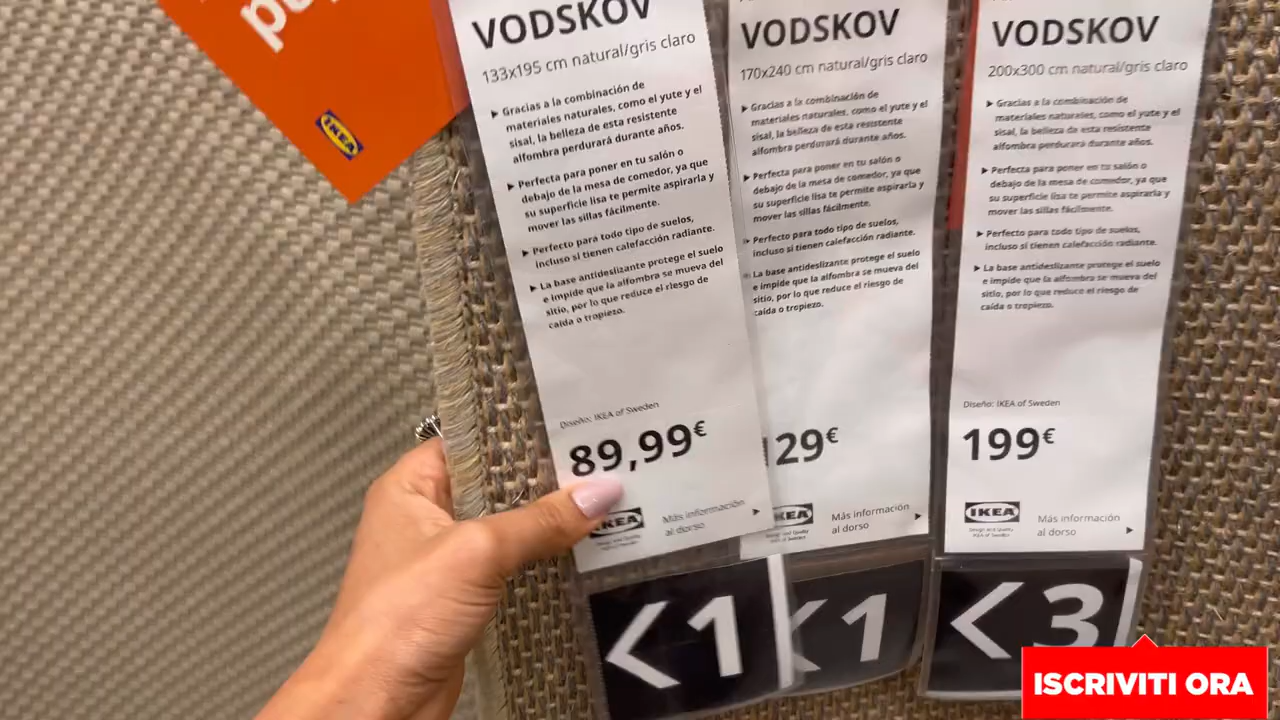 VODSKOV
133x195 cm natural/gris claro
▸ Gracias a la combinación de
materiales naturales, como el yute y el
sisal, la belleza de esta resistente
alfombra perdurará durante años.
▸ Perfecta para poner en tu salón o
debajo de la mesa de comedor, ya que
su superficie lisa te permite aspirarla y
mover las sillas fácilmente.
▸ Perfecto para todo tipo de suelos,
incluso si tienen calefacción radiante.
▸ La base antideslizante protege el suelo
e impide que la alfombra se mueva del
sitio, por lo que reduce el riesgo de
caída o tropiezo.
Diseño: IKEA of Sweden
89,99€
IKEA
Design and Quality
IKEA of Sweden
Más información
al dorso
<1
VODSKOV
170x240 cm natural/gris claro
▸ Gracias a la combinación de
materiales naturales, como el yute y el
sisal, la belleza de esta resistente
alfombra perdurará durante años.
▸ Perfecta para poner en tu salón o
debajo de la mesa de comedor, ya que
su superficie lisa te permite aspirarla y
mover las sillas fácilmente.
▸ Perfecto para todo tipo de suelos,
incluso si tienen calefacción radiante.
La base antideslizante protege el suelo
e impide que la alfombra se mueva del
sitio, por lo que reduce el riesgo de
caída o tropiezo.
129€
IKEA
Más información
al dorso
<1
VODSKOV
200x300 cm natural/gris claro
▸ Gracias a la combinación de
materiales naturales, como el yute y el
sisal, la belleza de esta resistente
alfombra perdurará durante años.
▸ Perfecta para poner en tu salón o
debajo de la mesa de comedor, ya que
su superficie lisa te permite aspirarla y
mover las sillas fácilmente.
▸ Perfecto para todo tipo de suelos,
incluso si tienen calefacción radiante.
▸ La base antideslizante protege el suelo
e impide que la alfombra se mueva del
sitio, por lo que reduce el riesgo de
caída o tropiezo.
Diseño: IKEA of Sweden
199€
IKEA
Design and Quality
IKEA of Sweden
Más información
al dorso
<3
IKEA
ISCRIVITI ORA